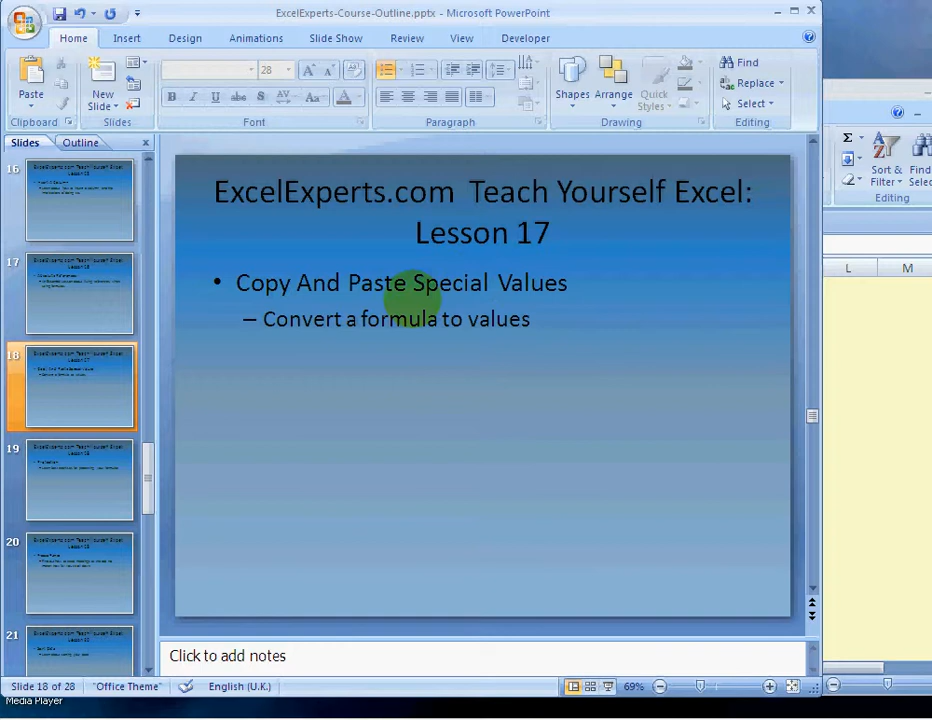 ExcelExperts-Course-Outline.pptx - Microsoft PowerPoint
Home Insert Design Animations Slide Show Review View Developer
28
Paste New Slide Shapes Arrange Quick Styles
Find
Replace
Select
Clipboard Slides Font Paragraph Drawing Editing
Σ
Sort & Filter Find
Editing
Slides Outline x
L M
16
17
18
19
20
21
ExcelExperts.com Teach Yourself Excel:
Lesson 17
• Copy And Paste Special Values
– Convert a formula to values
Click to add notes
Slide 18 of 28 "Office Theme" English (U.K.) 69%
Media Player